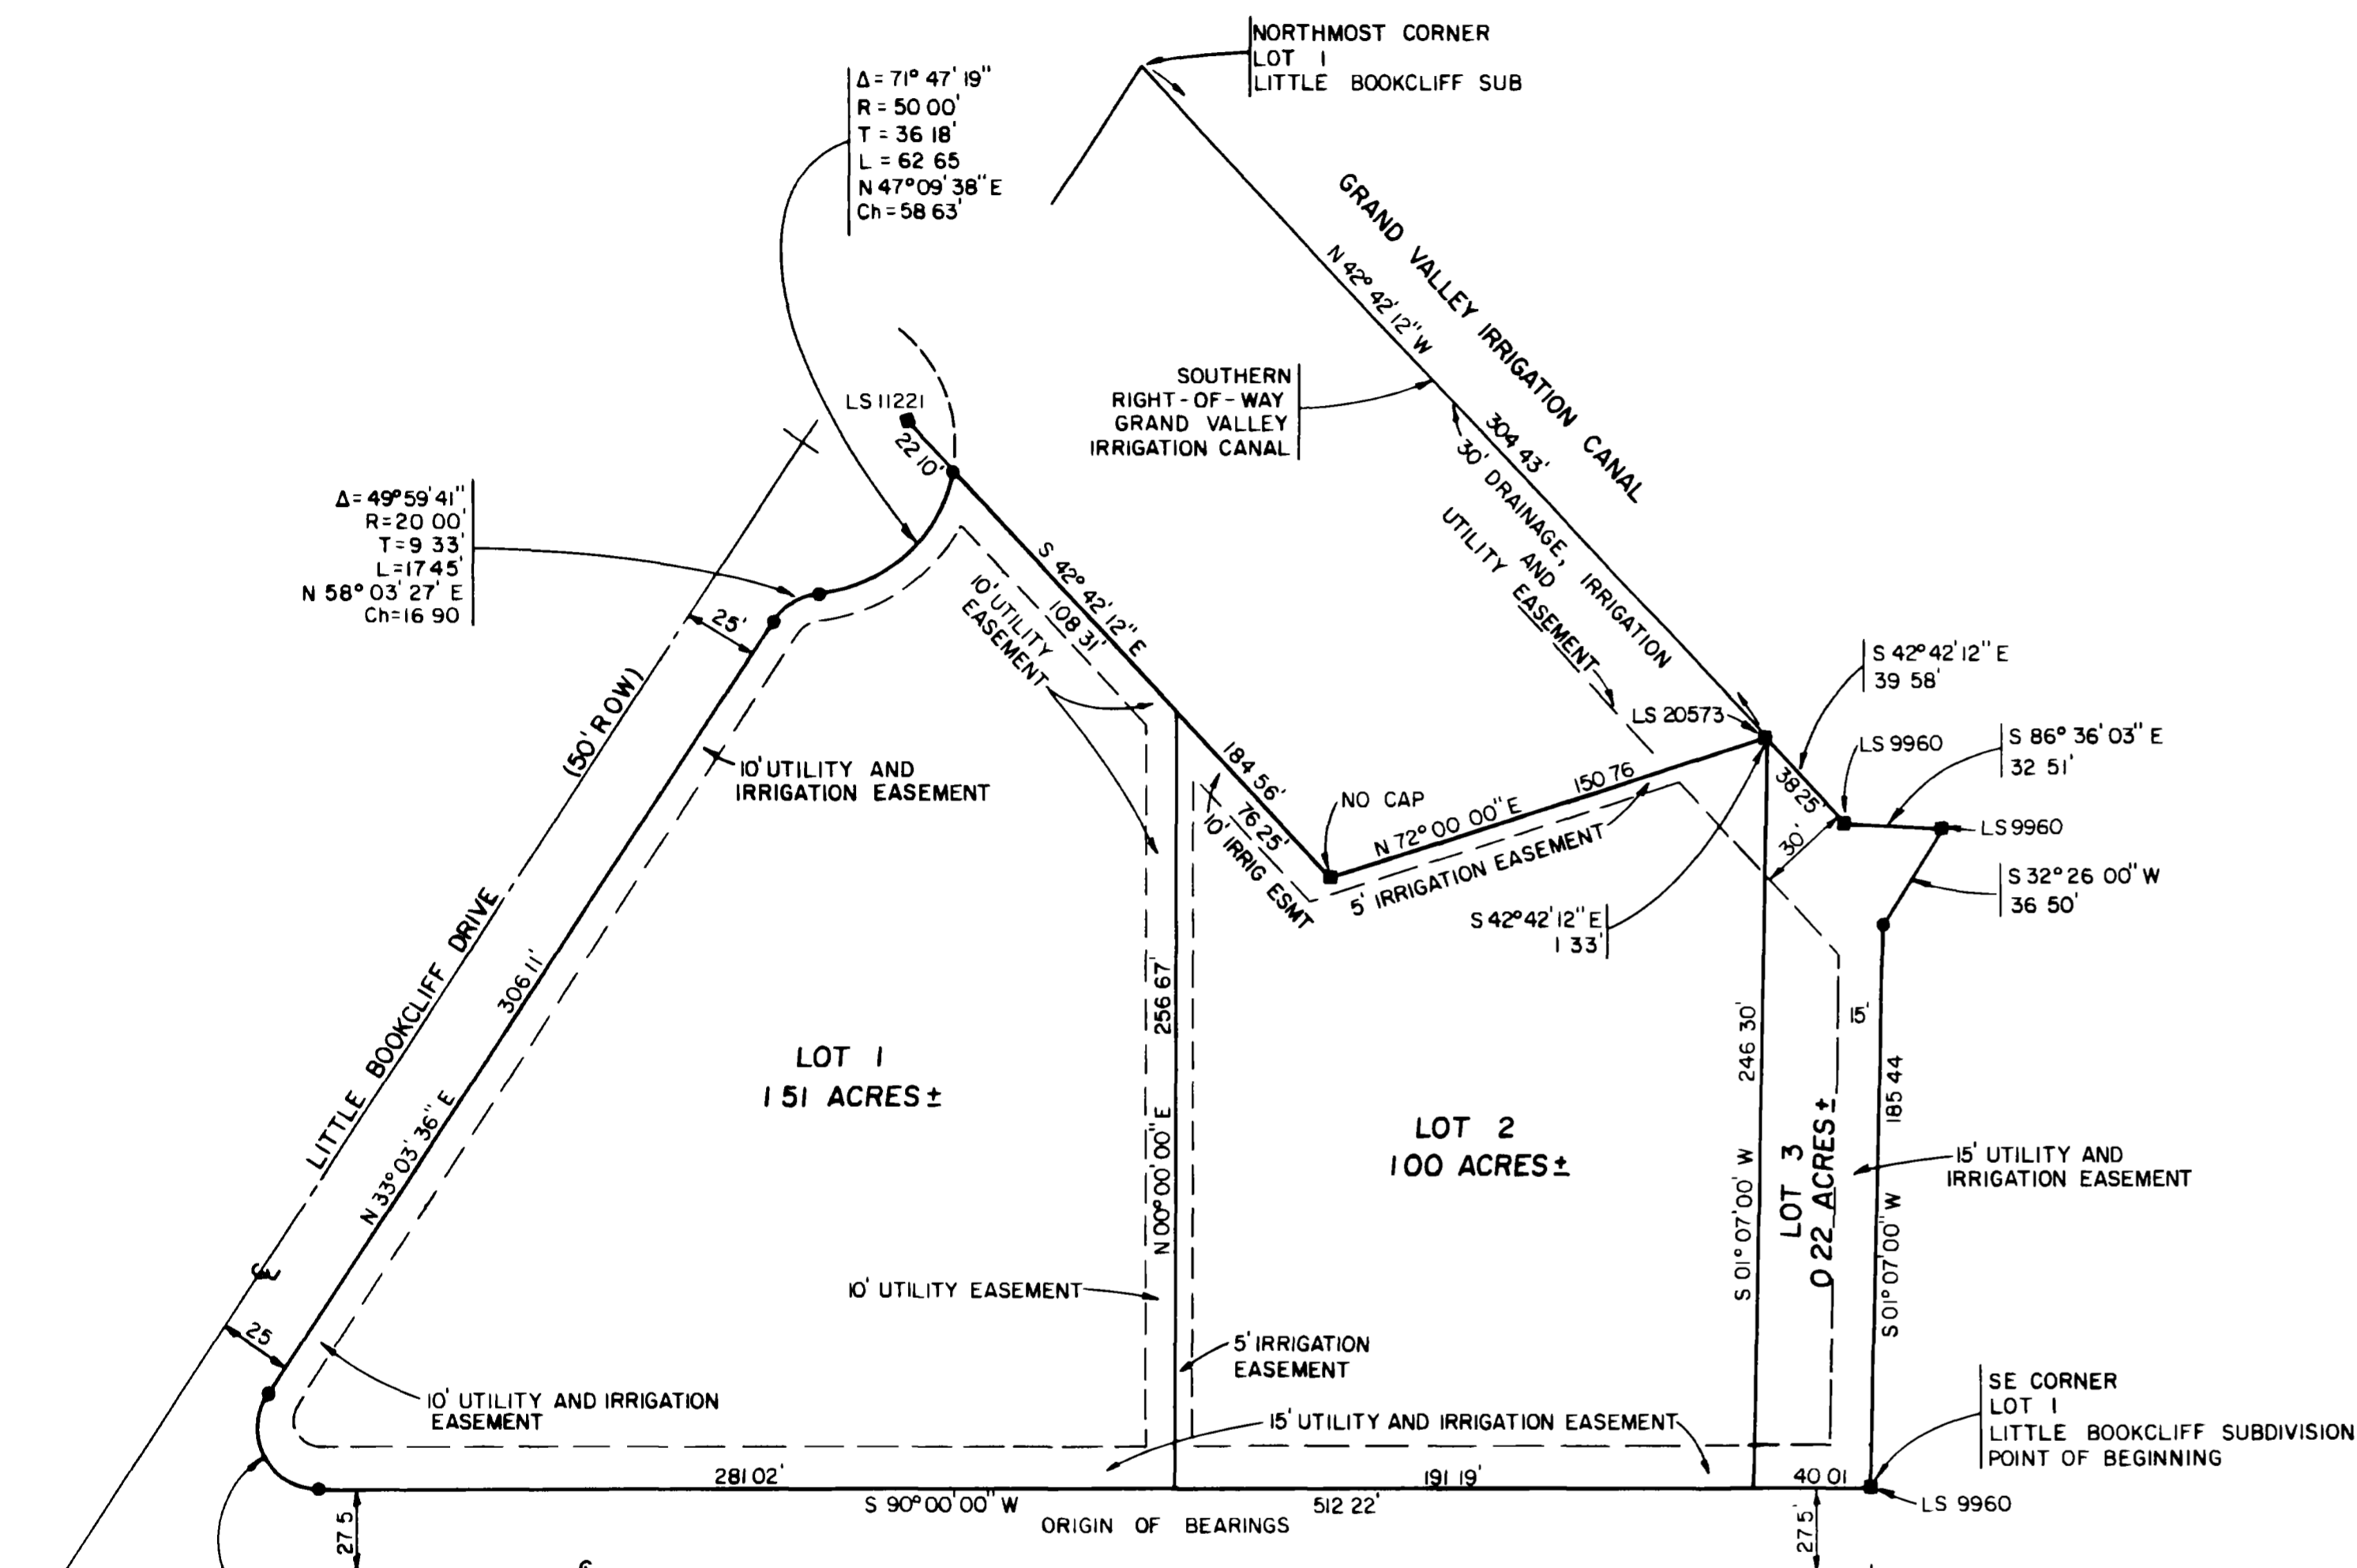 NORTHMOST CORNER
LOT 1
LITTLE BOOKCLIFF SUB
Δ = 71° 47' 19"
R = 50 00'
T = 36 18'
L = 62 65
N 47° 09' 38" E
Ch = 58 63'
GRAND VALLEY IRRIGATION CANAL
N 42° 42' 12" W
304 43'
SOUTHERN
RIGHT-OF-WAY
GRAND VALLEY
IRRIGATION CANAL
30' DRAINAGE, IRRIGATION
AND
UTILITY EASEMENT
LS 11221
22 10'
Δ = 49° 59' 41"
R = 20 00'
T = 9 33'
L = 17 45'
N 58° 03' 27' E
Ch = 16 90
25'
S 42° 42' 12" E
108 31'
184 56'
76 25'
10' UTILITY
EASEMENT
10' IRRIG ESMT
(50' ROW)
LITTLE BOOKCLIFF DRIVE
10' UTILITY AND
IRRIGATION EASEMENT
306 11'
N 33° 03' 36" E
25
NO CAP
N 72° 00 00" E
150 76
5' IRRIGATION EASEMENT
LS 20573
S 42° 42' 12" E
39 58'
LS 9960
S 86° 36' 03" E
32 51'
38 25'
30'
LS 9960
S 32° 26 00" W
36 50'
S 42° 42' 12" E
1 33'
256 67'
N 00° 00' 00" E
246 30'
S 01° 07' 00' W
15'
185 44
S 01° 07' 00" W
LOT 1
1 51 ACRES ±
LOT 2
1 00 ACRES ±
LOT 3
0 22 ACRES ±
15' UTILITY AND
IRRIGATION EASEMENT
10' UTILITY EASEMENT
5' IRRIGATION
EASEMENT
10' UTILITY AND IRRIGATION
EASEMENT
15' UTILITY AND IRRIGATION EASEMENT
SE CORNER
LOT 1
LITTLE BOOKCLIFF SUBDIVISION
POINT OF BEGINNING
281 02'
191 19'
40 01
S 90° 00' 00" W
512 22'
LS 9960
ORIGIN OF BEARINGS
27 5
27 5'